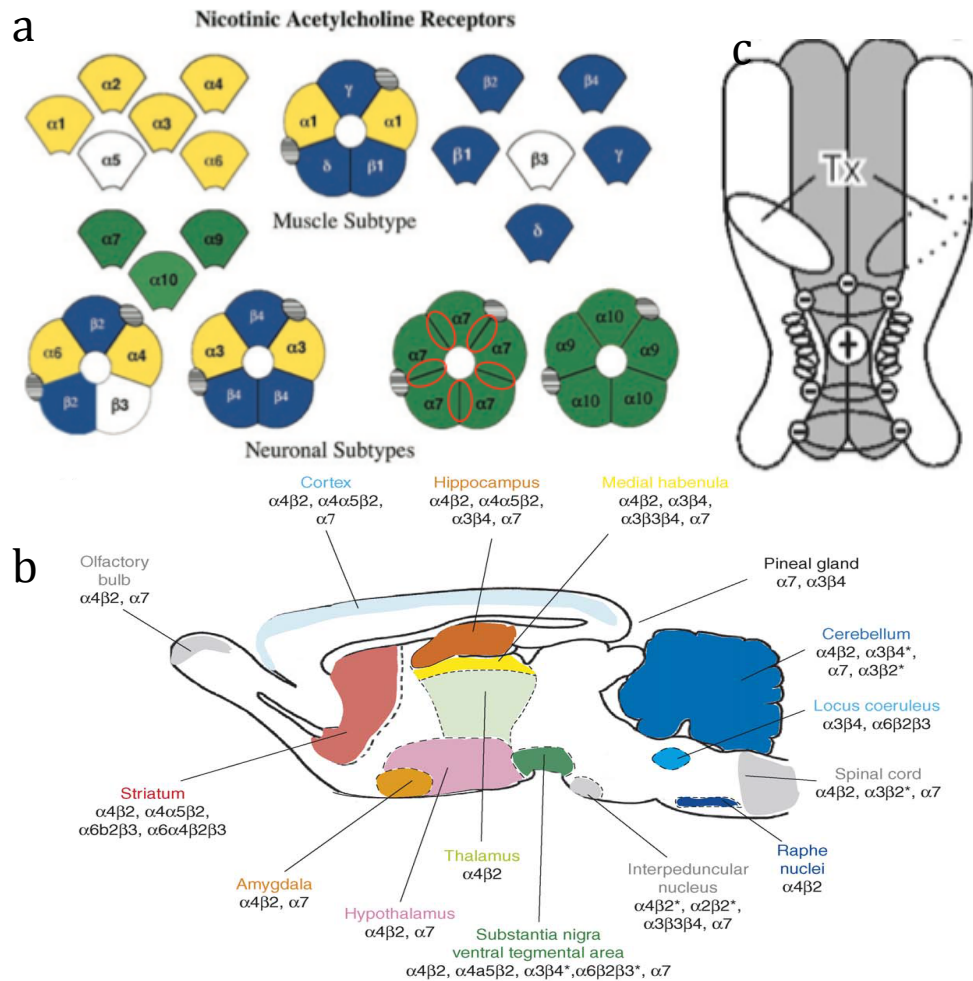 a
Nicotinic Acetylcholine Receptors
α2
α4
α1
α3
α5
α6
α7
α9
α10
γ
α1
α1
δ
β1
Muscle Subtype
β2
β4
β1
β3
γ
δ
β2
α6
α4
β2
β3
β4
α3
α3
β4
β4
α7
α7
α7
α7
α7
α10
α9
α9
α10
α10
Neuronal Subtypes
c
Tx
−
−
−
+
−
−
−
−
b
Cortex
α4β2, α4α5β2,
α7
Hippocampus
α4β2, α4α5β2,
α3β4, α7
Medial habenula
α4β2, α3β4,
α3β3β4, α7
Olfactory
bulb
α4β2, α7
Pineal gland
α7, α3β4
Cerebellum
α4β2, α3β4*,
α7, α3β2*
Locus coeruleus
α3β4, α6β2β3
Spinal cord
α4β2, α3β2*, α7
Striatum
α4β2, α4α5β2,
α6b2β3, α6α4β2β3
Amygdala
α4β2, α7
Hypothalamus
α4β2, α7
Thalamus
α4β2
Substantia nigra
ventral tegmental area
α4β2, α4a5β2, α3β4*,α6β2β3*, α7
Interpeduncular
nucleus
α4β2*, α2β2*,
α3β3β4, α7
Raphe
nuclei
α4β2